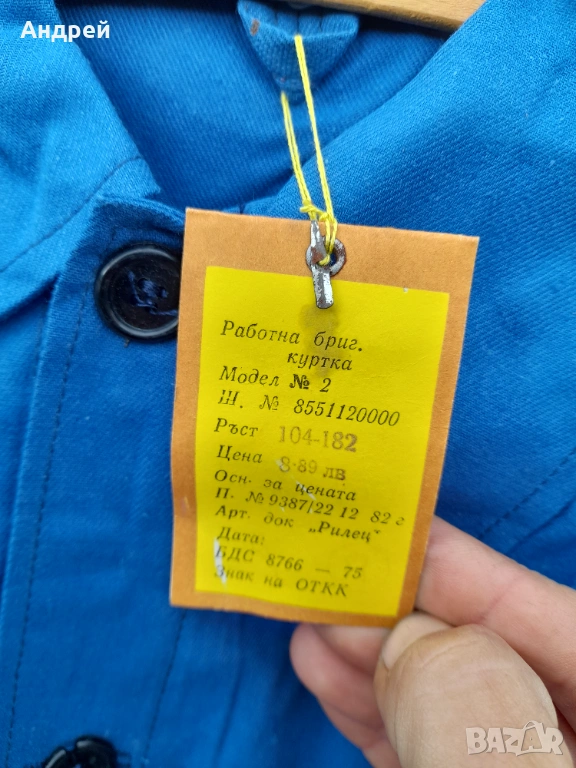 Андрей
Работна бриг.
куртка
Модел № 2
Ш. № 8551120000
Ръст 104-182
Цена 8-89 лв
Осн. за цената
П. № 9387/22 12 82 г
Арт. док „Рилец"
Дата:
БДС 8766 — 75
Знак на ОТКК
BAZAR